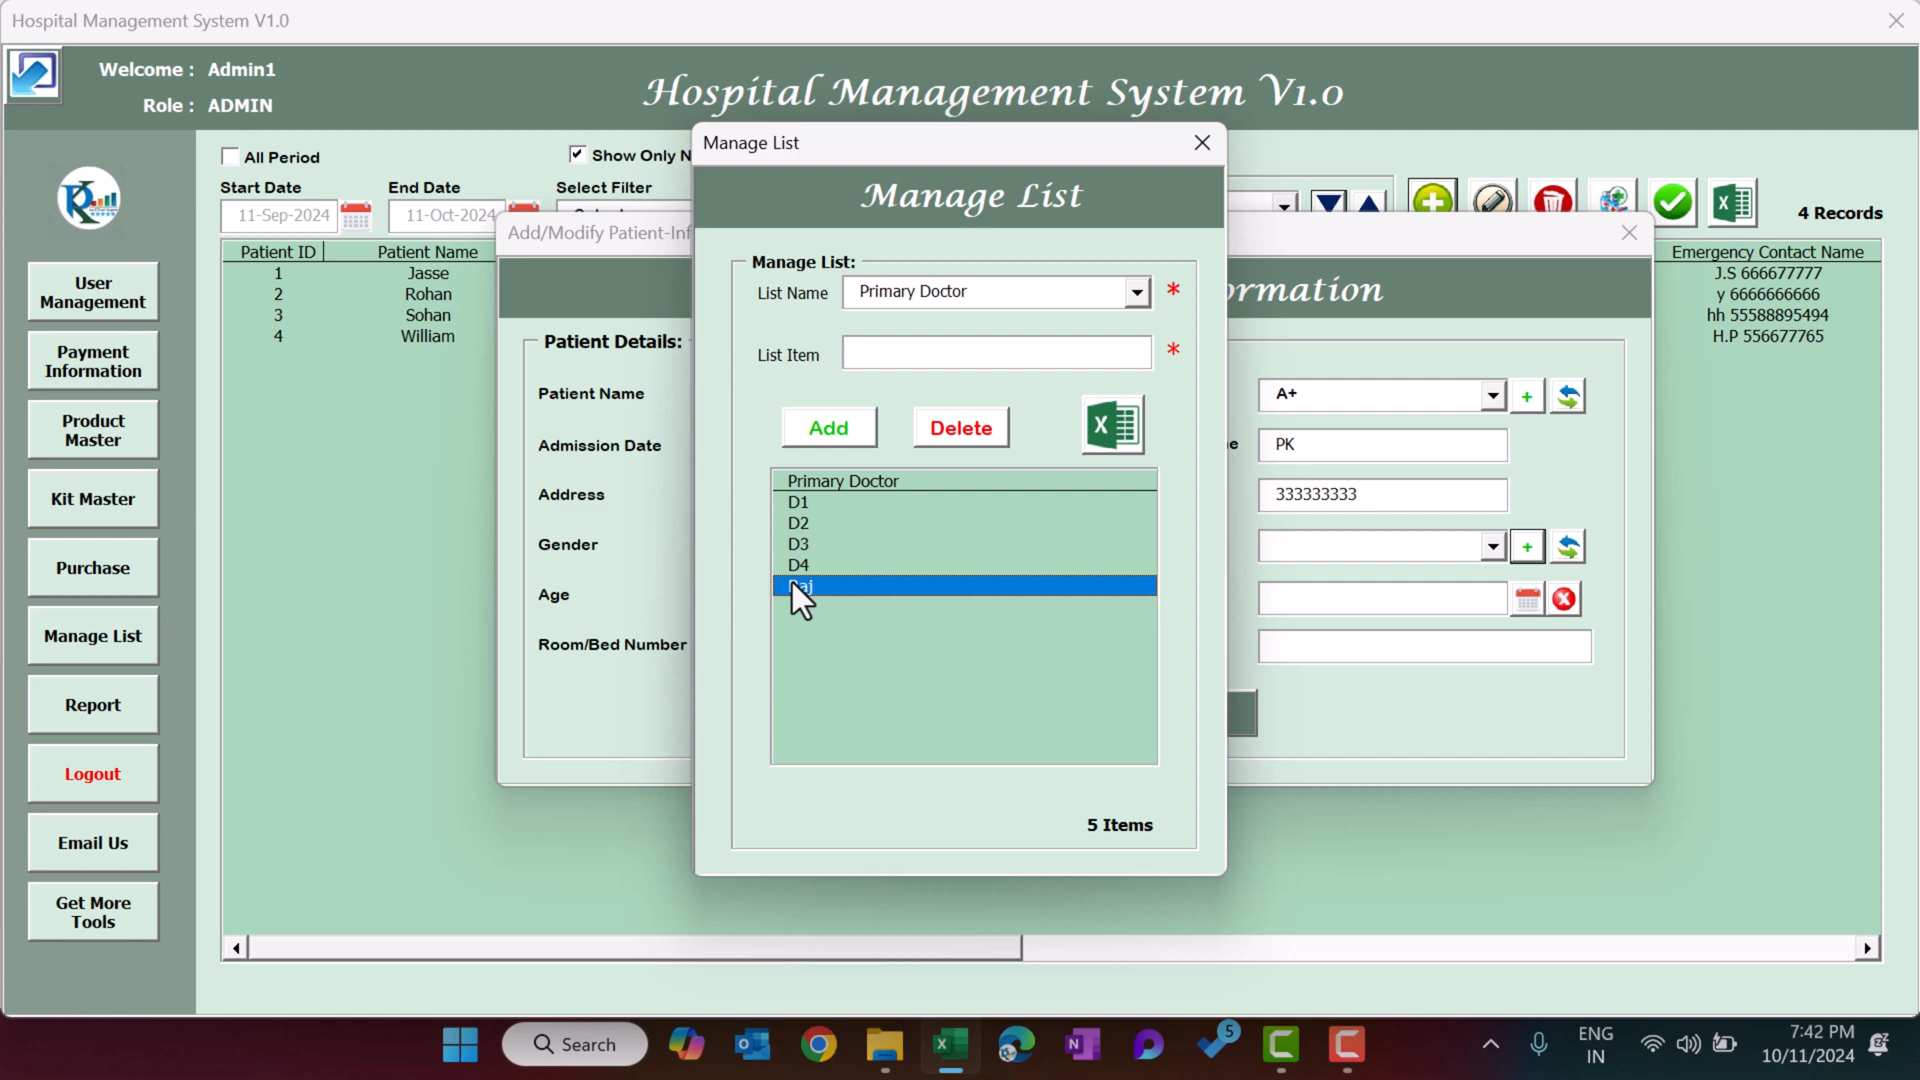 Hospital Management System V1.0
Welcome : Admin1
Role : ADMIN
Hospital Management System V1.0
All Period
Show Only N
Start Date
End Date
Select Filter
11-Sep-2024
11-Oct-2024
4 Records
Patient ID
Patient Name
Emergency Contact Name
1 Jasse J.S 666677777
2 Rohan y 6666666666
3 Sohan hh 55588895494
4 William H.P 556677765
User
Management
Payment
Information
Product
Master
Kit Master
Purchase
Manage List
Report
Logout
Email Us
Get More
Tools
Add/Modify Patient-Inf
ormation
Patient Details:
Patient Name
Admission Date
Address
Gender
Age
Room/Bed Number
A+
PK
333333333
Manage List
Manage List
Manage List:
List Name Primary Doctor *
List Item *
Add
Delete
Primary Doctor
D1
D2
D3
D4
5 Items
Search
5
ENG
IN
7:42 PM
10/11/2024